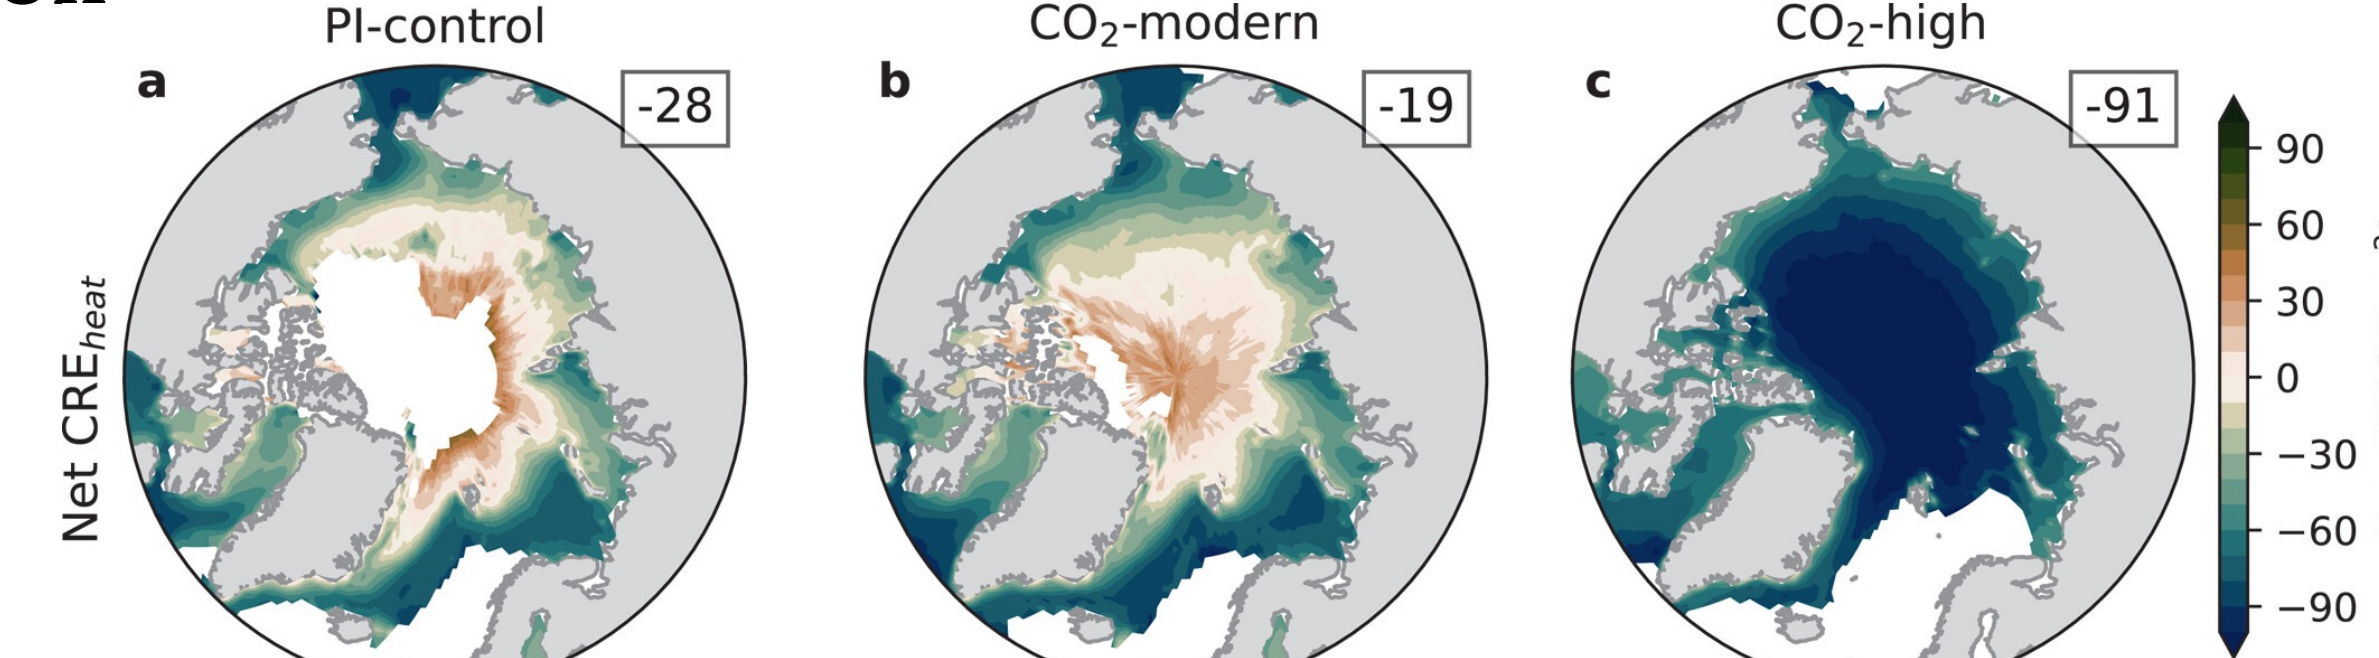 PI-control
CO₂-modern
CO₂-high
a
-28
b
-19
c
-91
Net CREheat
90
60
30
0
−30
−60
−90